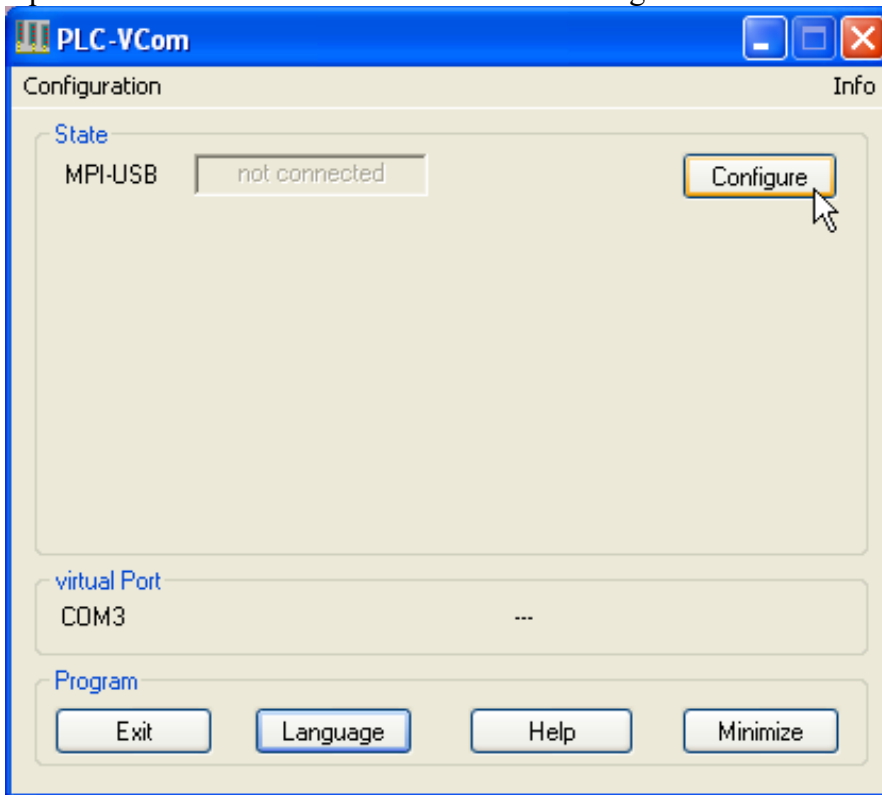 PLC-VCom
Configuration Info
State
MPI-USB not connected Configure
virtual Port
COM3 ---
Program
Exit Language Help Minimize